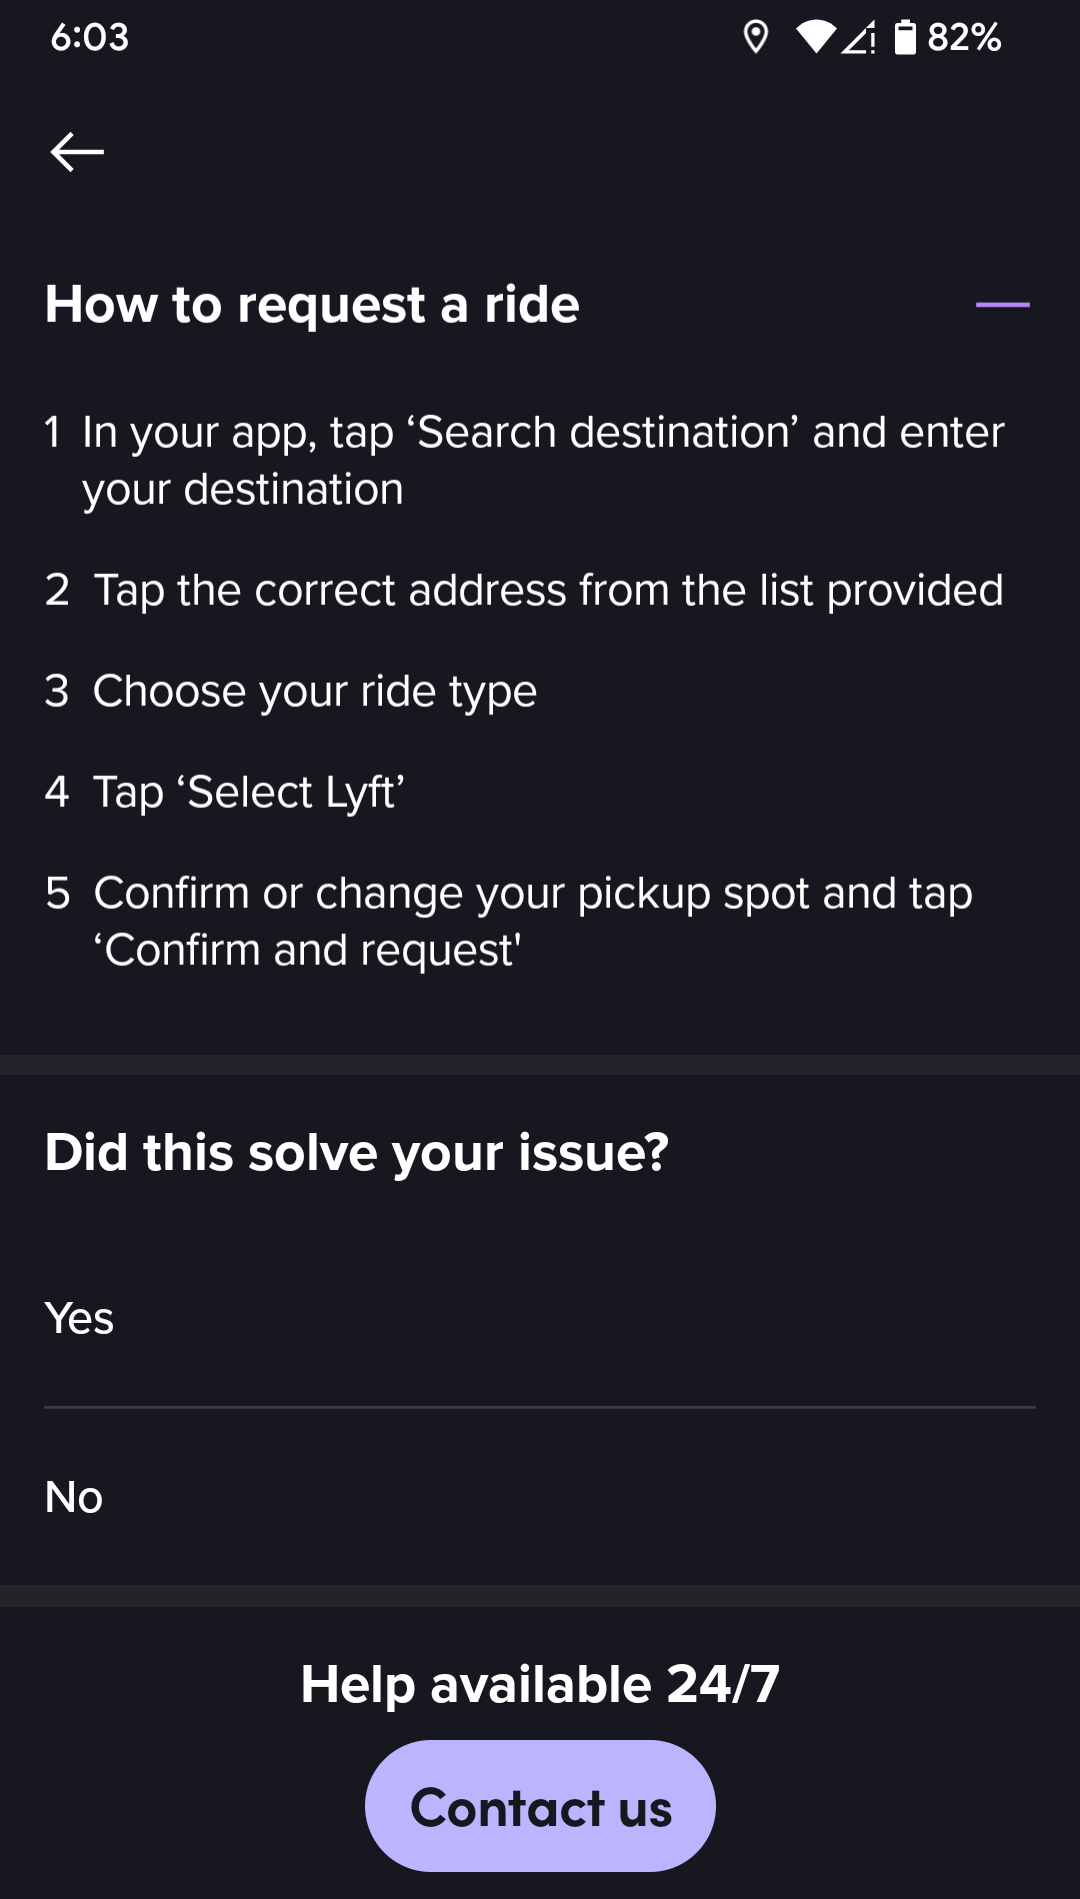 6:03
82%
How to request a ride
1 In your app, tap ‘Search destination’ and enter
your destination
2 Tap the correct address from the list provided
3 Choose your ride type
4 Tap ‘Select Lyft’
5 Confirm or change your pickup spot and tap
‘Confirm and request'
Did this solve your issue?
Yes
No
Help available 24/7
Contact us